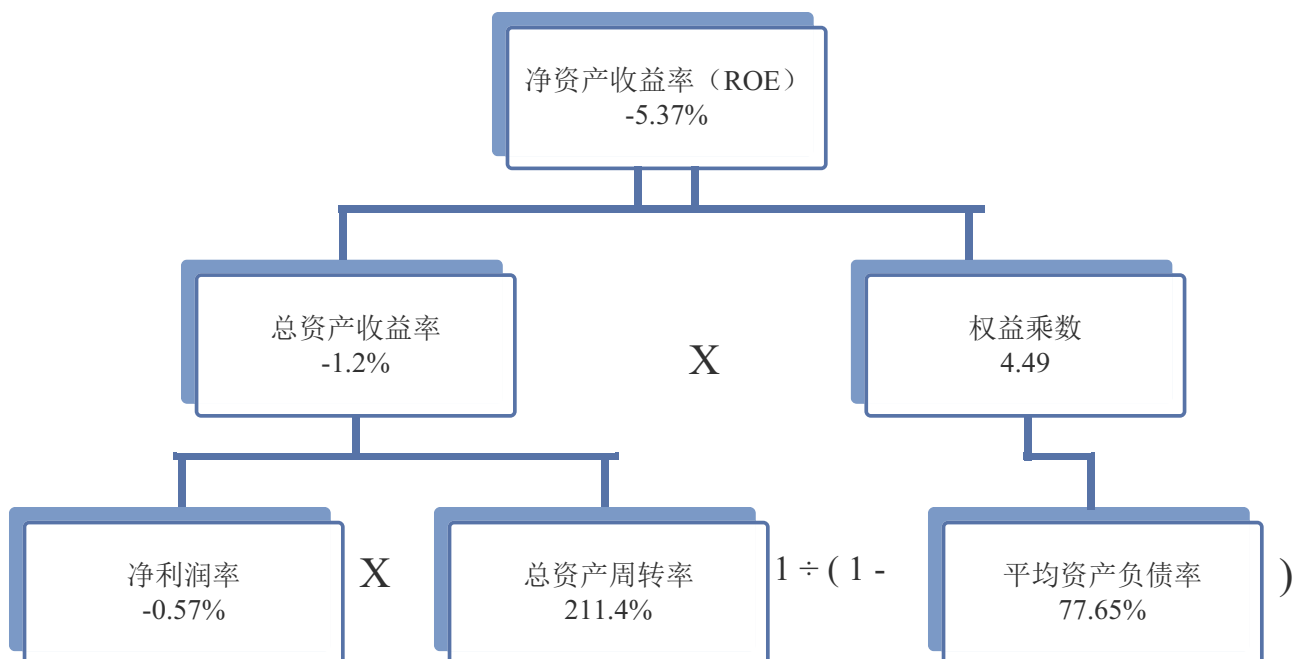 净资产收益率（ROE）
-5.37%
总资产收益率
-1.2%
X
权益乘数
4.49
净利润率
-0.57%
X
总资产周转率
211.4%
1 ÷ ( 1 -
平均资产负债率
77.65%
)